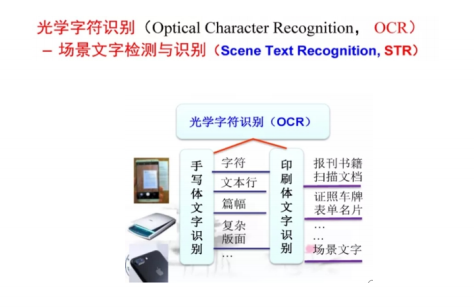 光学字符识别（Optical Character Recognition， OCR）
– 场景文字检测与识别（Scene Text Recognition, STR）
光学字符识别（OCR）
手写体文字识别
字符
文本行
篇幅
复杂
版面
…
印刷体文字识别
报刊书籍
扫描文档
证照车牌
表单名片
…
…
场景文字